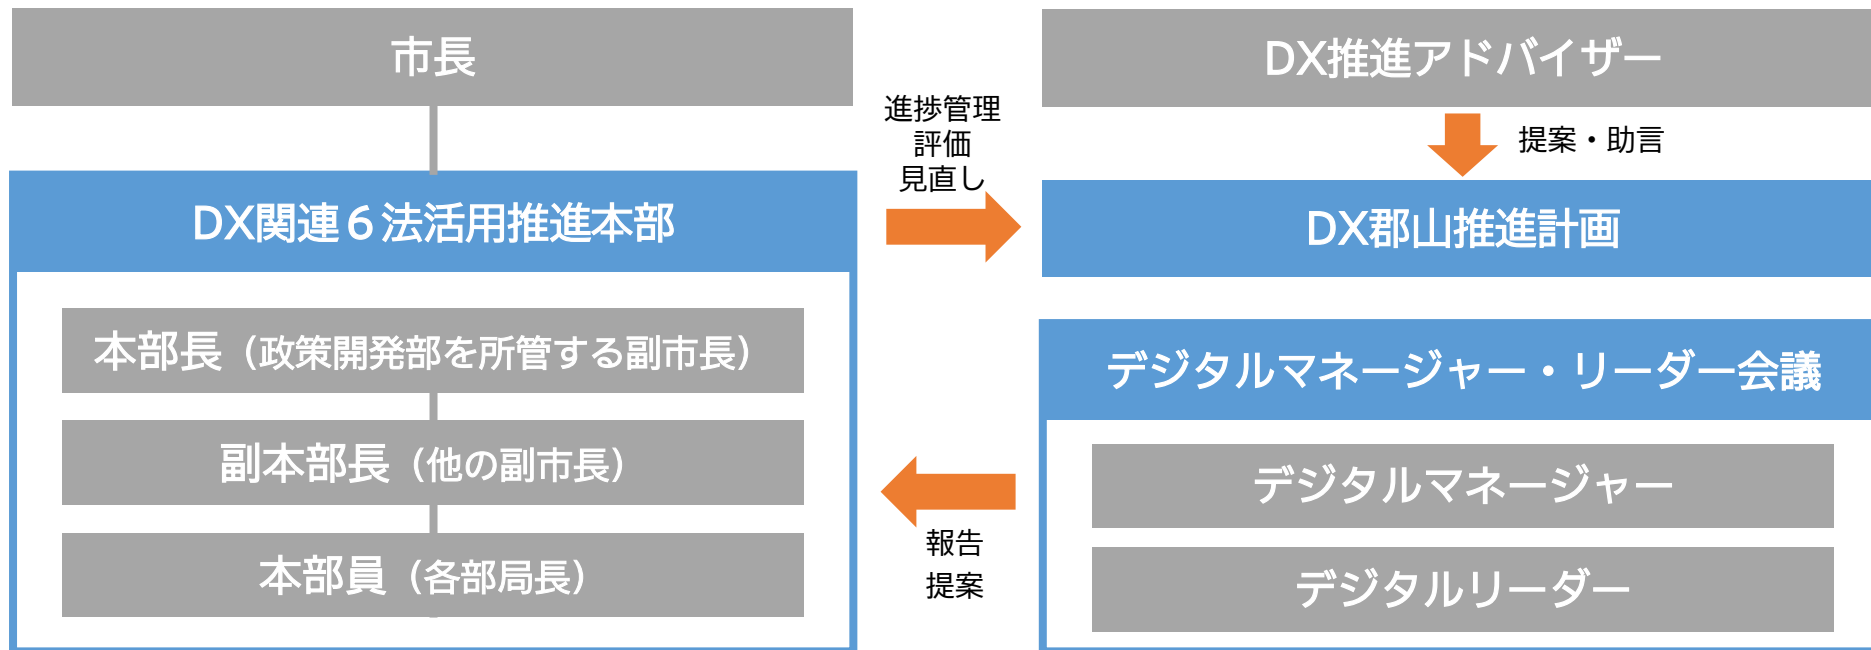 市長
DX関連６法活用推進本部
本部長（政策開発部を所管する副市長）
副本部長（他の副市長）
本部員（各部局長）
進捗管理
評価
見直し
報告
提案
DX推進アドバイザー
提案・助言
DX郡山推進計画
デジタルマネージャー・リーダー会議
デジタルマネージャー
デジタルリーダー